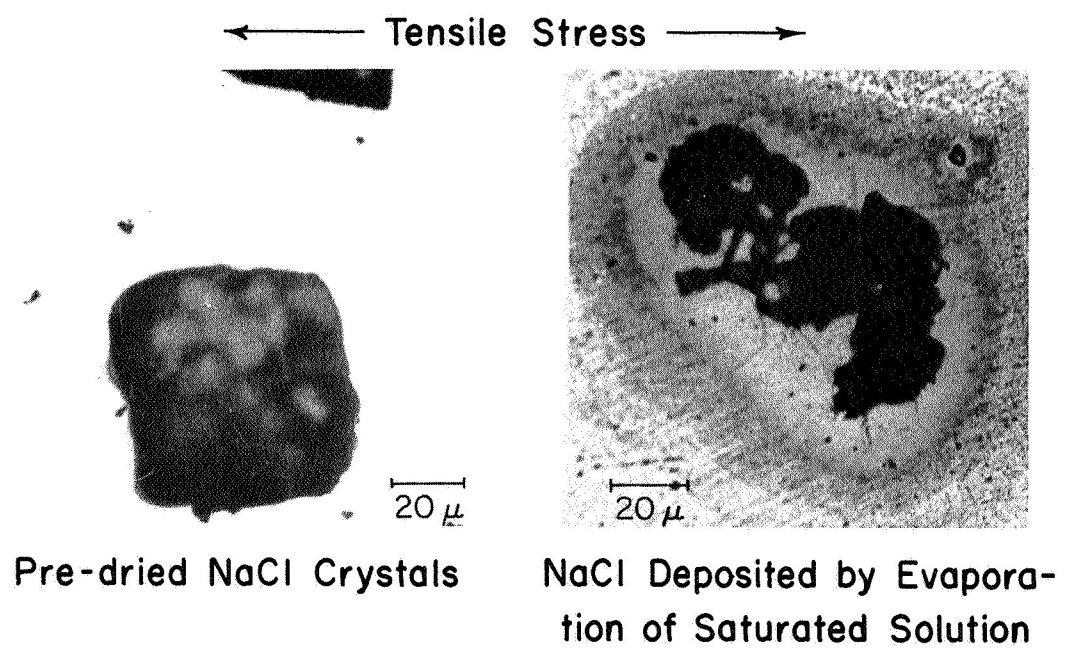 Tensile Stress
20 μ
20 μ
Pre-dried NaCl Crystals
NaCl Deposited by Evapora-
tion of Saturated Solution